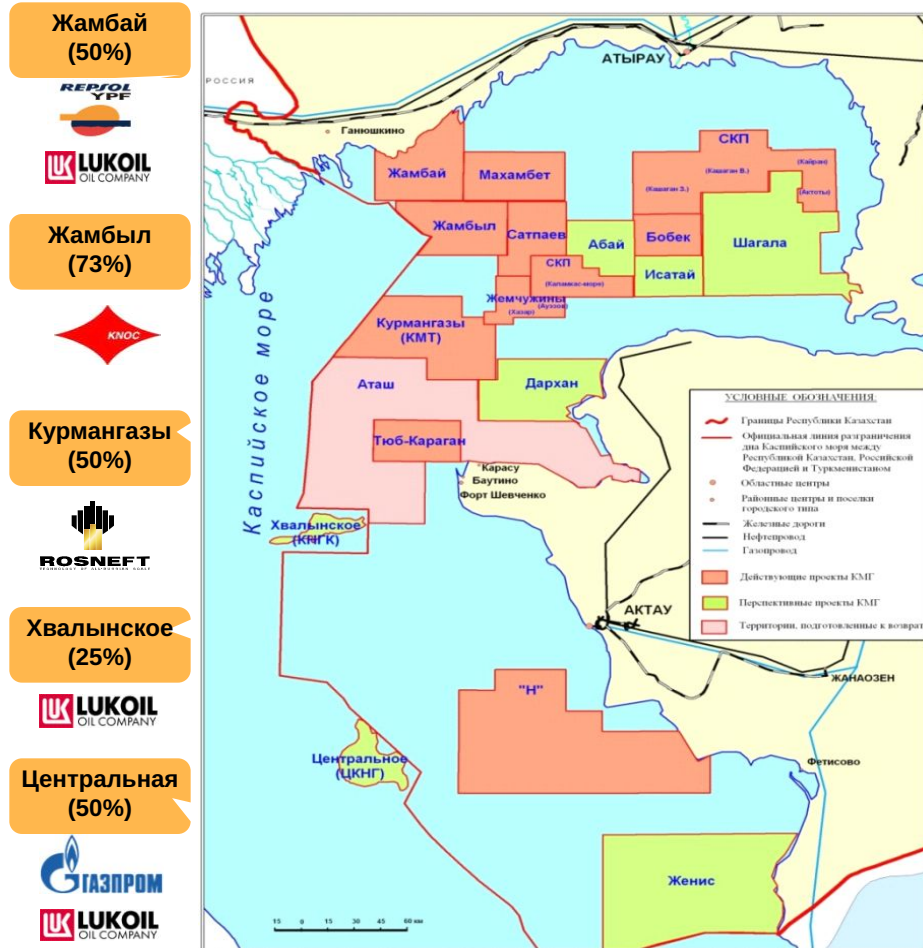 Жамбай
(50%)
REPSOL
YPF
LUKOIL
OIL COMPANY
Жамбыл
(73%)
KNOC
Курмангазы
(50%)
ROSNEFT
Хвалынское
(25%)
LUKOIL
OIL COMPANY
Центральная
(50%)
ГАЗПРОМ
LUKOIL
OIL COMPANY
РОССИЯ
АТЫРАУ
Ганюшкино
Жамбай
Махамбет
СКП
(Кайран)
(Кашаган В.)
(Кашаган З.)
(Актоты)
Жамбыл
Сатпаев
Абай
Бобек
Шагала
СКП
(Каламкас-море)
Исатай
Жемчужины
(Ауэзов)
(Хазар)
Курмангазы
(КМТ)
Каспийское море
Аташ
Дархан
Тюб-Караган
Карасу
Баутино
Форт Шевченко
Хвалынское
(КНГК)
УСЛОВНЫЕ ОБОЗНАЧЕНИЯ:
Границы Республики Казахстан
Официальная линия разграничения
дна Каспийского моря между
Республикой Казахстан, Российской
Федерацией и Туркменистаном
Областные центры
Районные центры и поселки
городского типа
Железные дороги
Нефтепровод
Газопровод
Действующие проекты КМГ
Перспективные проекты КМГ
Территории, подготовленные к возврат
АКТАУ
ЖАНАОЗЕН
"Н"
Центральное
(ЦКНГ)
Фетисово
Женис
15 0 15 30 45 60 км